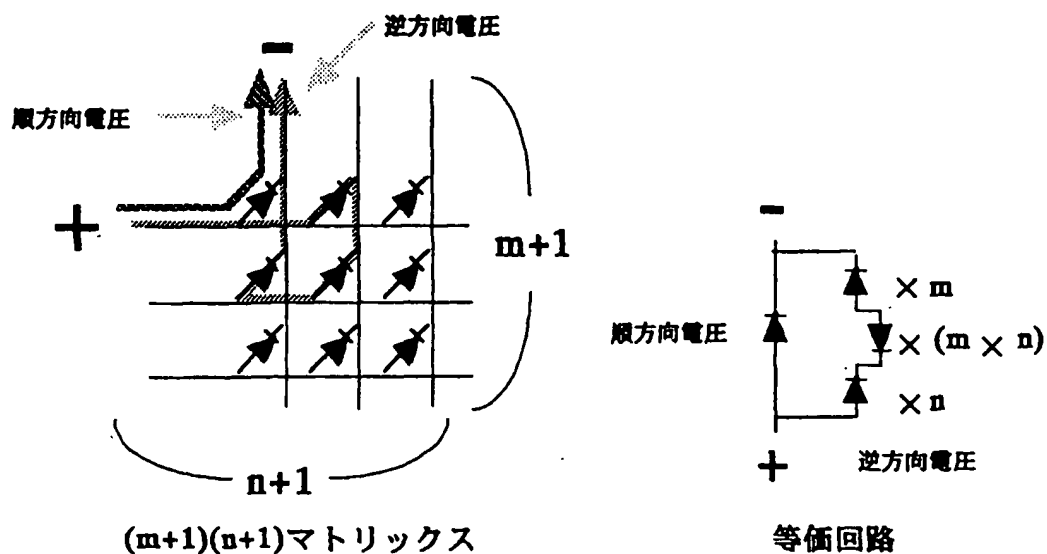 逆方向電圧
−
順方向電圧
+
m+1
n+1
(m+1)(n+1)マトリックス
−
× m
順方向電圧
× (m × n)
× n
+
逆方向電圧
等価回路